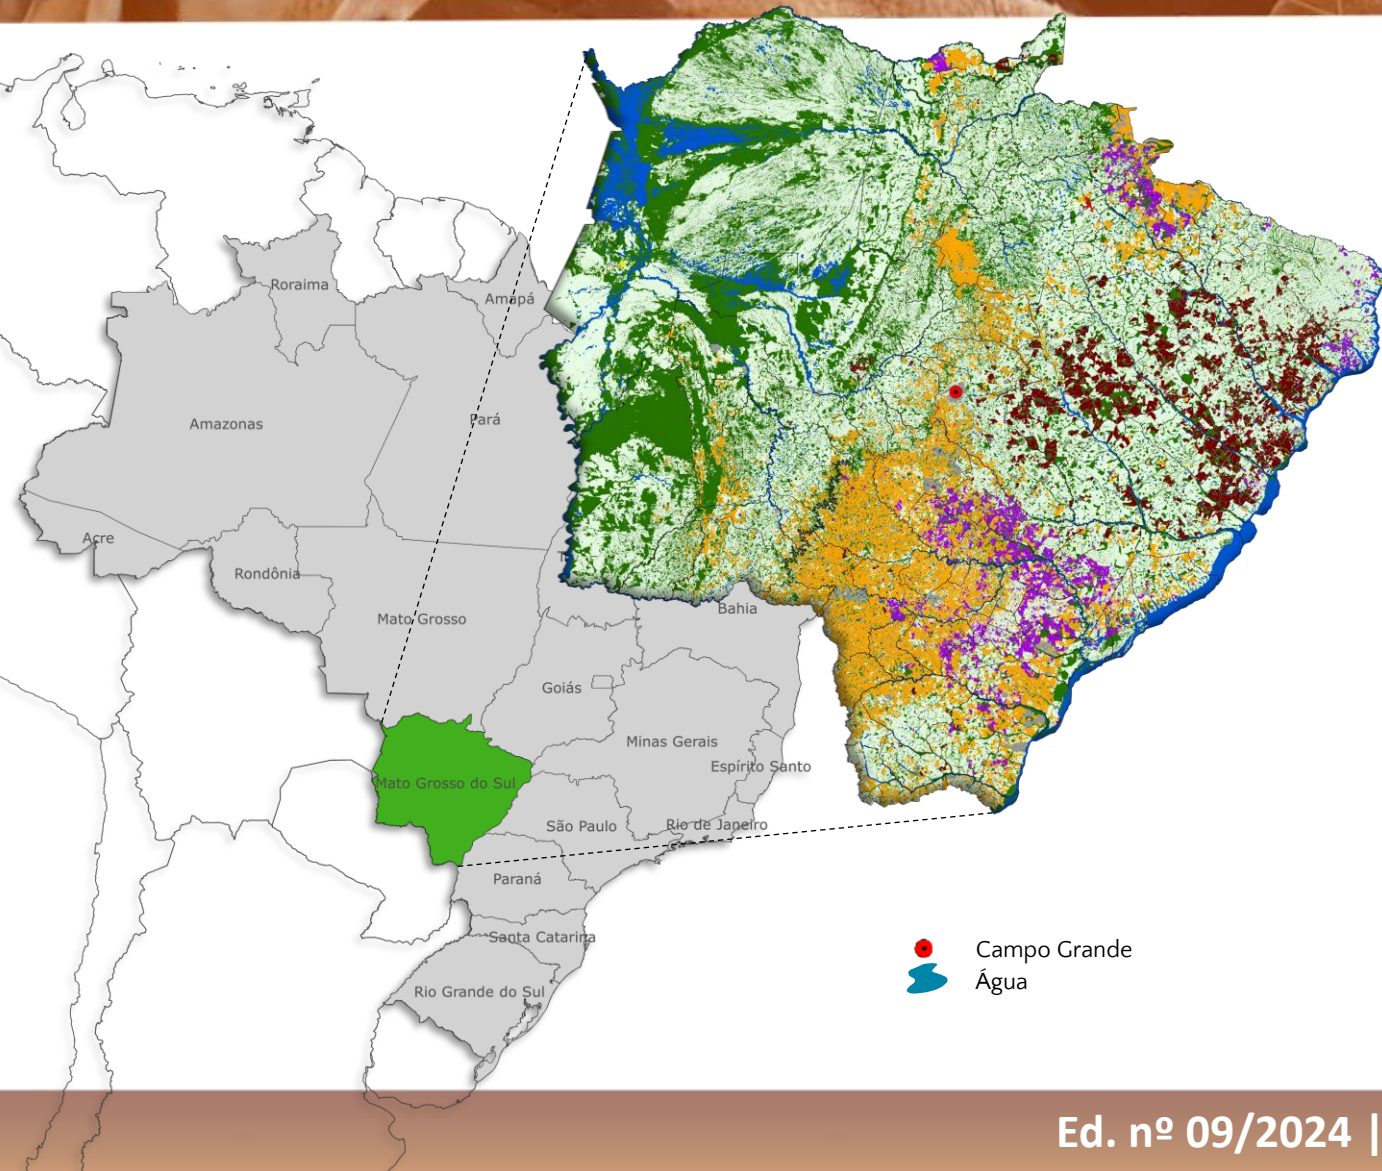 Roraima
Amapá
Amazonas
Pará
Acre
Rondônia
Mato Grosso
Bahia
Goiás
Minas Gerais
Espírito Santo
Mato Grosso do Sul
São Paulo
Rio de Janeiro
Paraná
Santa Catarina
Rio Grande do Sul
Campo Grande
Água
Ed. nº 09/2024 |